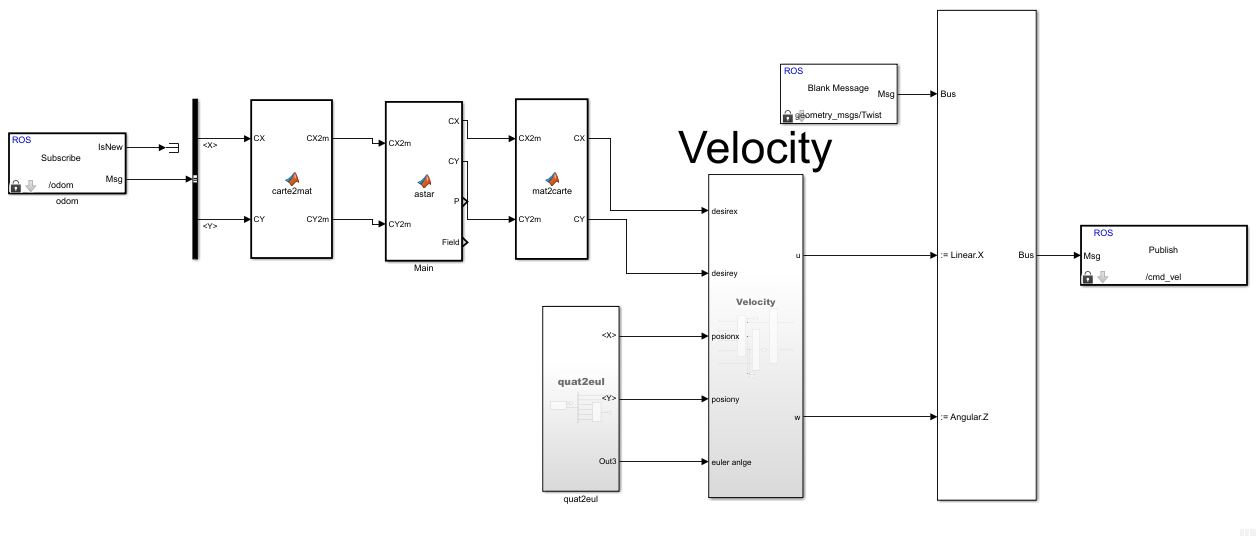 ROS
Subscribe
IsNew
Msg
/odom
odom
<X>
<Y>
CX
CX2m
carte2mat
CY
CY2m
CX
CX2m
CY
astar
P
CY2m
Field
Main
CX2m
CX
mat2carte
CY2m
CY
ROS
Blank Message
Msg
geometry_msgs/Twist
Velocity
desirex
u
desirey
Velocity
posionx
posiony
w
euler anlge
<X>
quat2eul
<Y>
Out3
quat2eul
Bus
:= Linear.X
Bus
:= Angular.Z
ROS
Publish
Msg
/cmd_vel